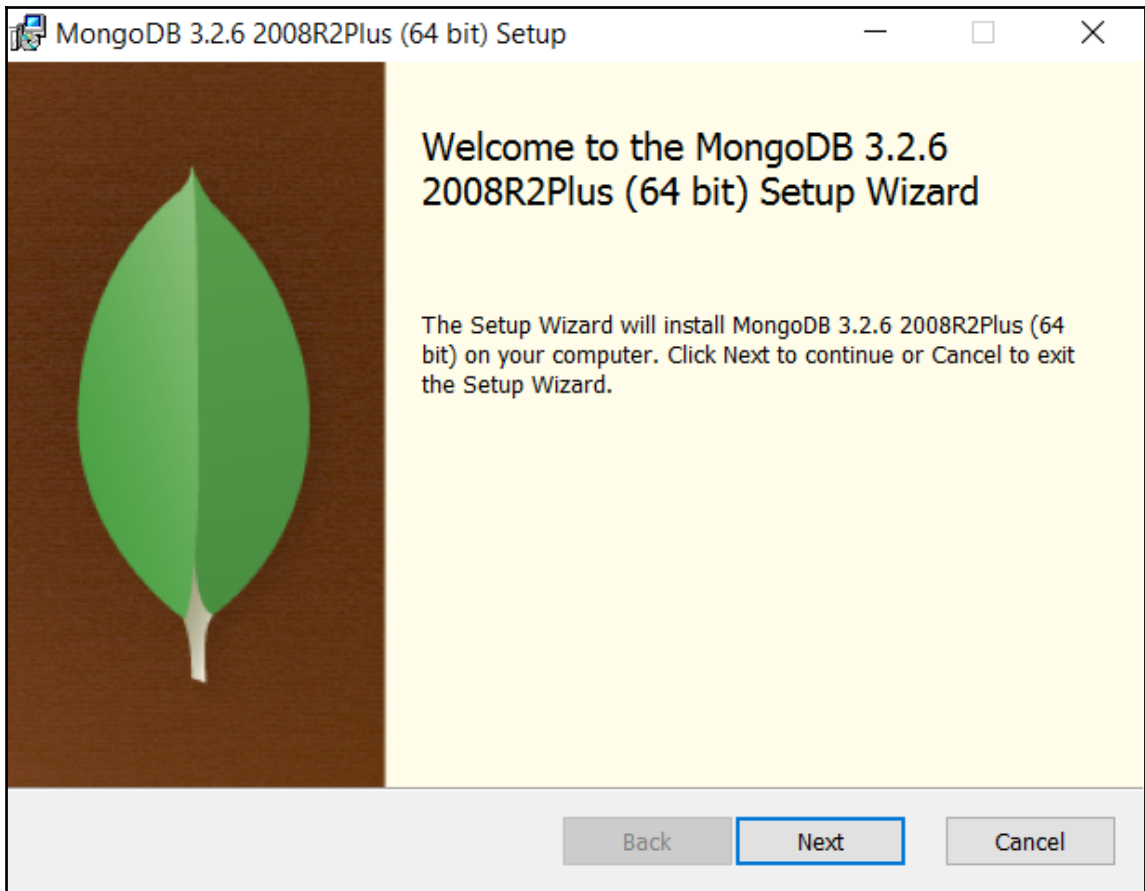 MongoDB 3.2.6 2008R2Plus (64 bit) Setup
Welcome to the MongoDB 3.2.6
2008R2Plus (64 bit) Setup Wizard
The Setup Wizard will install MongoDB 3.2.6 2008R2Plus (64
bit) on your computer. Click Next to continue or Cancel to exit
the Setup Wizard.
Back Next Cancel